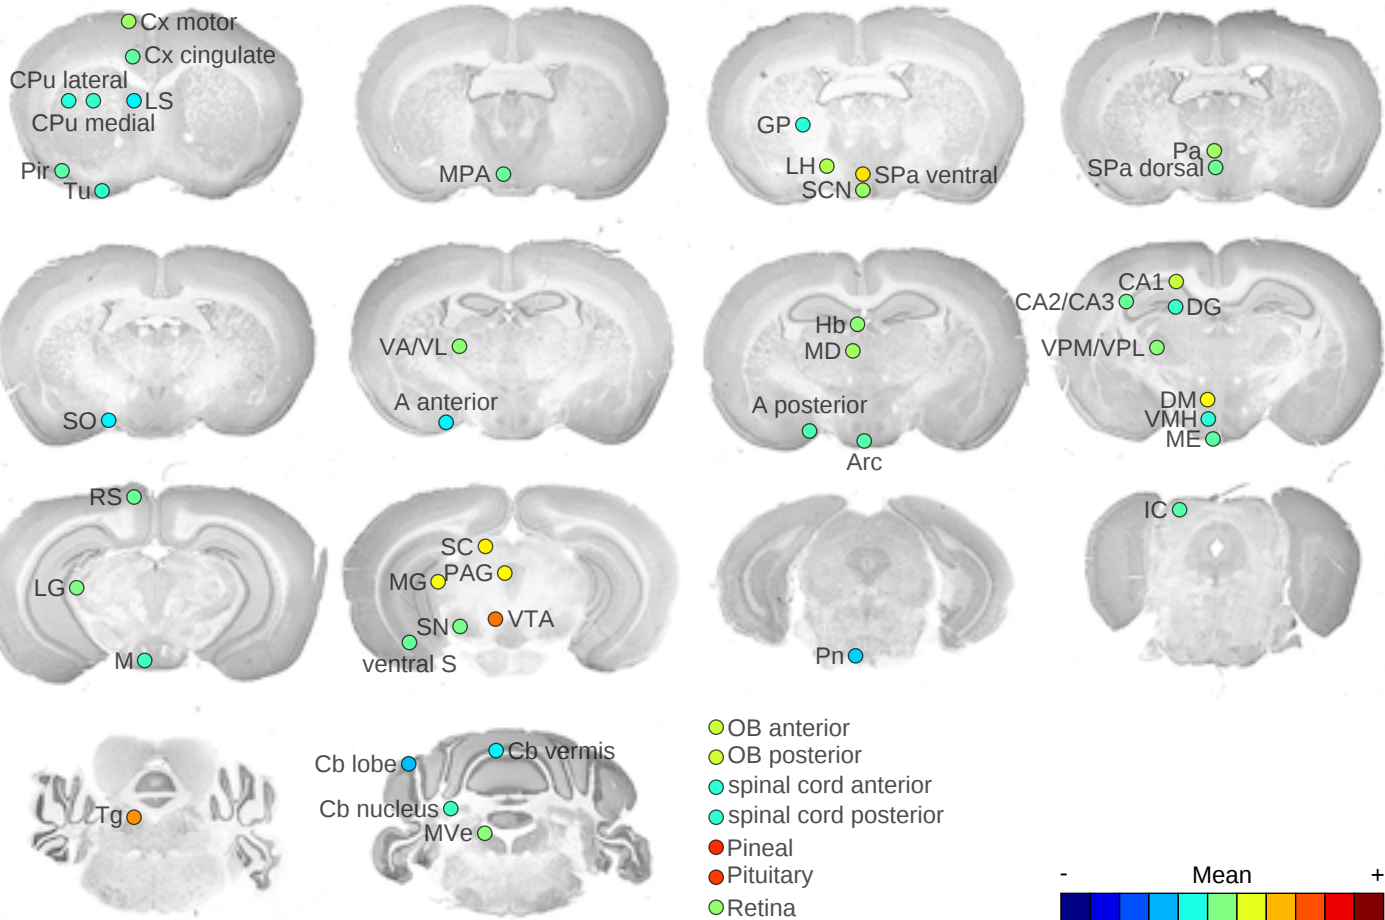 Cx motor
Cx cingulate
CPu lateral
LS
CPu medial
Pir
Tu
MPA
GP
LH
SPa ventral
SCN
Pa
SPa dorsal
SO
VA/VL
A anterior
Hb
MD
A posterior
Arc
CA1
CA2/CA3
DG
VPM/VPL
DM
VMH
ME
RS
LG
M
SC
MG
PAG
VTA
SN
ventral S
Pn
IC
Tg
Cb lobe
Cb vermis
Cb nucleus
MVe
OB anterior
OB posterior
spinal cord anterior
spinal cord posterior
Pineal
Pituitary
Retina
- Mean +